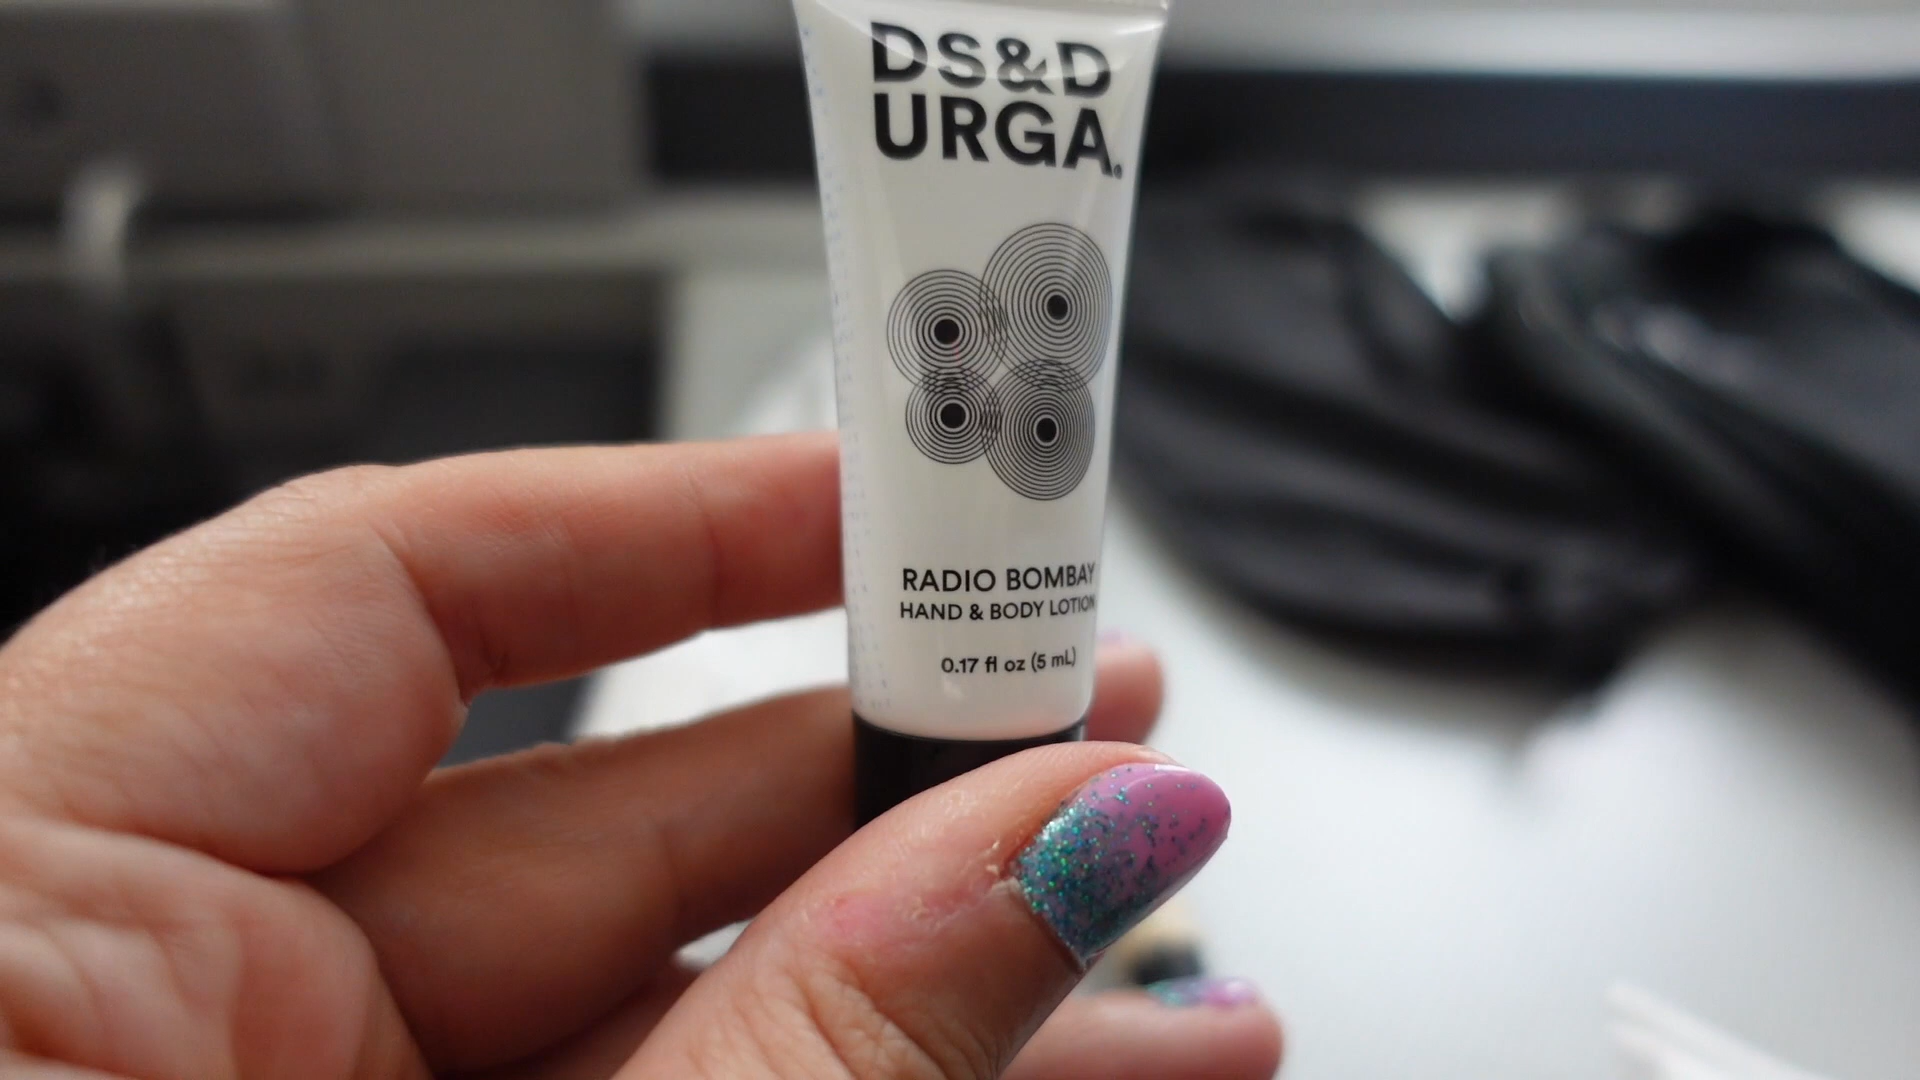 DS&D
URGA.
RADIO BOMBAY
HAND & BODY LOTION
0.17 fl oz (5 mL)